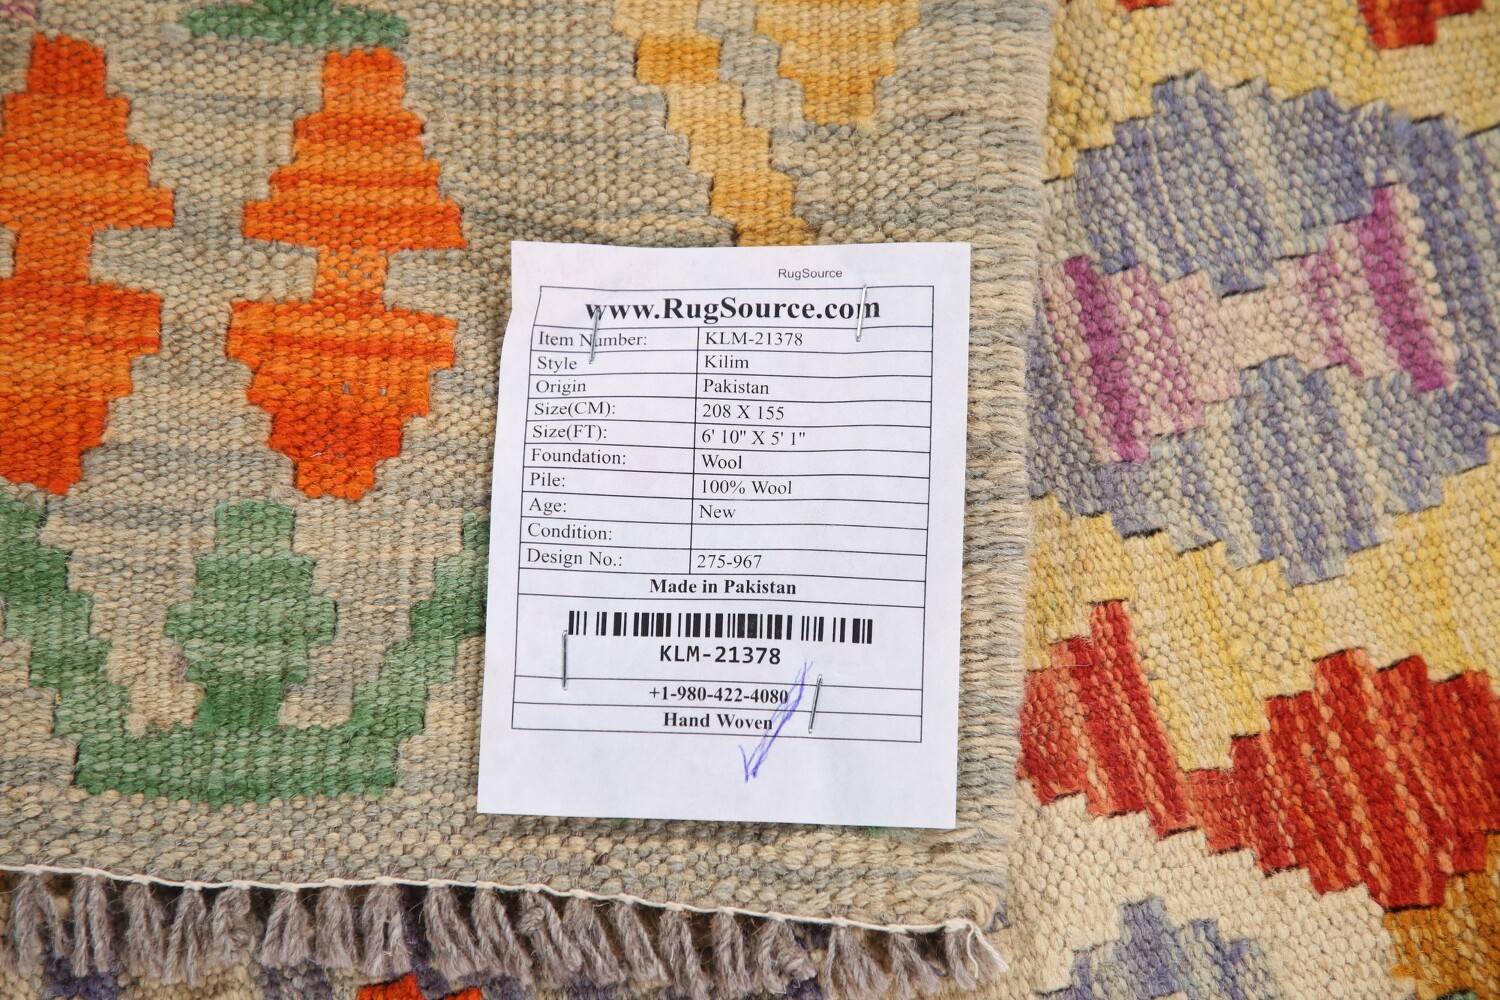 RugSource
www.RugSource.com
Item Number: KLM-21378
Style Kilim
Origin Pakistan
Size(CM): 208 X 155
Size(FT): 6' 10" X 5' 1"
Foundation: Wool
Pile: 100% Wool
Age: New
Condition:
Design No.: 275-967
Made in Pakistan
KLM-21378
+1-980-422-4080
Hand Woven